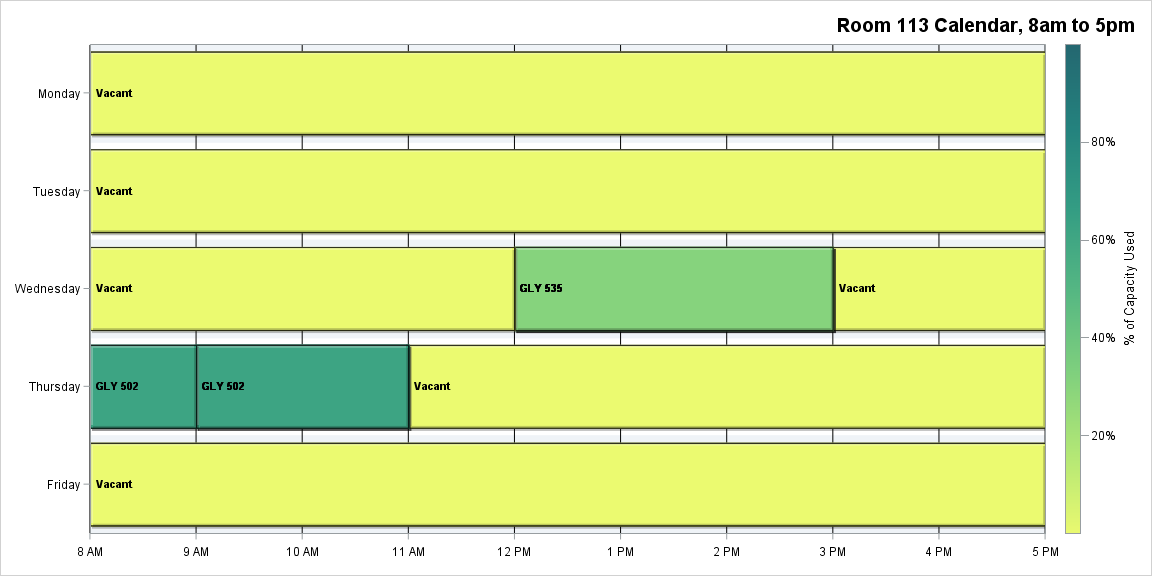 Room 113 Calendar, 8am to 5pm
Monday
Vacant
80%
Tuesday
Vacant
60%
% of Capacity Used
Wednesday
Vacant
GLY 535
Vacant
40%
Thursday
GLY 502
GLY 502
Vacant
20%
Friday
Vacant
8 AM
9 AM
10 AM
11 AM
12 PM
1 PM
2 PM
3 PM
4 PM
5 PM